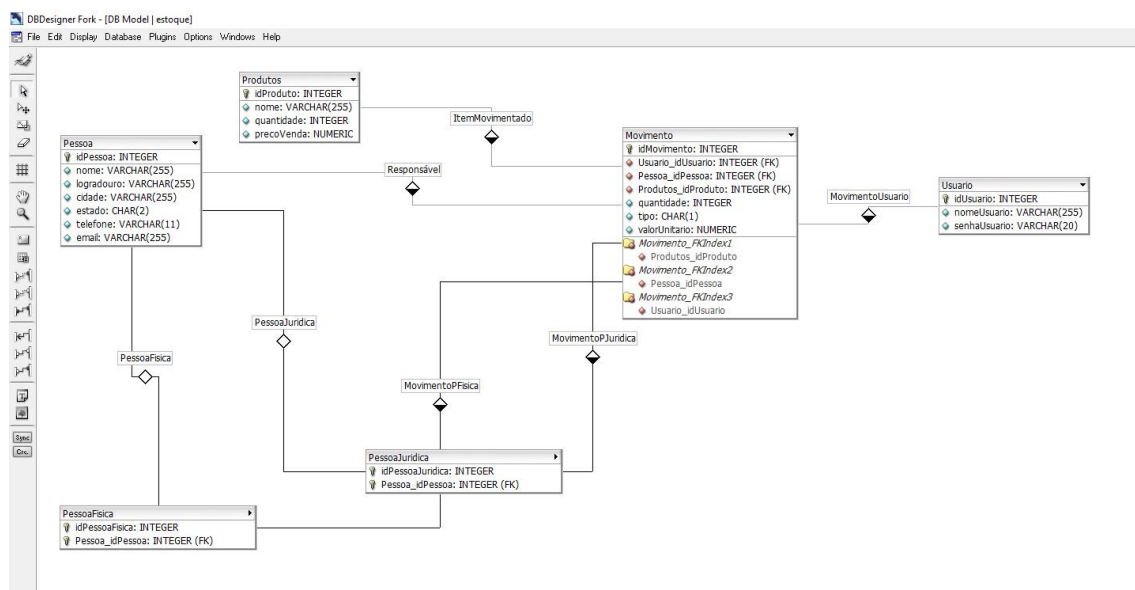 DBDesigner Fork - [DB Model | estoque]
File Edit Display Database Plugins Options Windows Help
Produtos
idProduto: INTEGER
nome: VARCHAR(255)
quantidade: INTEGER
precoVenda: NUMERIC
ItemMovimentado
Pessoa
idPessoa: INTEGER
nome: VARCHAR(255)
logradouro: VARCHAR(255)
cidade: VARCHAR(255)
estado: CHAR(2)
telefone: VARCHAR(11)
email: VARCHAR(255)
Responsável
Movimento
idMovimento: INTEGER
Usuario_idUsuario: INTEGER (FK)
Pessoa_idPessoa: INTEGER (FK)
Produtos_idProduto: INTEGER (FK)
quantidade: INTEGER
tipo: CHAR(1)
valorUnitario: NUMERIC
Movimento_FKIndex1
Produtos_idProduto
Movimento_FKIndex2
Pessoa_idPessoa
Movimento_FKIndex3
Usuario_idUsuario
MovimentoUsuario
Usuario
idUsuario: INTEGER
nomeUsuario: VARCHAR(255)
senhaUsuario: VARCHAR(20)
PessoaJuridica
MovimentoPJuridica
PessoaFisica
MovimentoPFisica
PessoaJuridica
idPessoaJuridica: INTEGER
Pessoa_idPessoa: INTEGER (FK)
PessoaFisica
idPessoaFisica: INTEGER
Pessoa_idPessoa: INTEGER (FK)
Sync